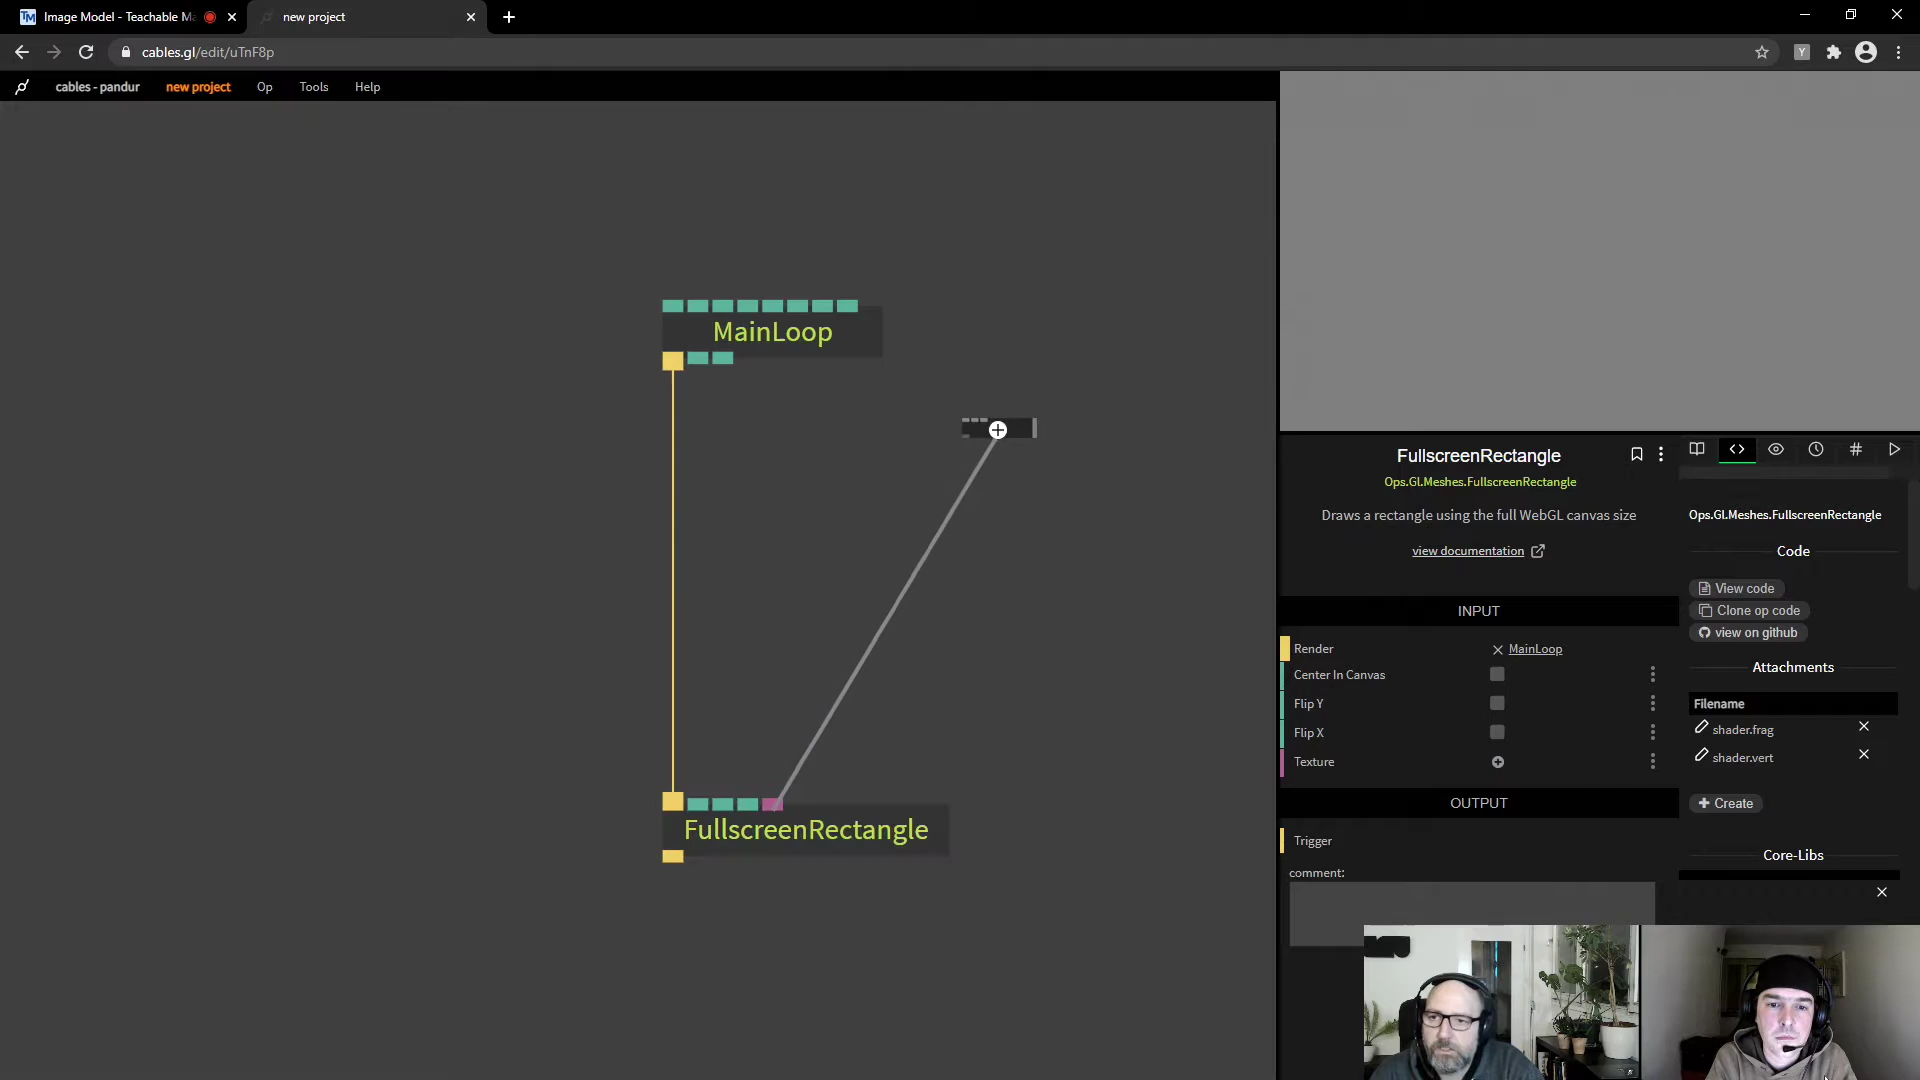 Image Model - Teachable Ma
new project
cables.gl/edit/uTnF8p
Y
cables - pandur
new project
Op
Tools
Help
MainLoop
FullscreenRectangle
FullscreenRectangle
Ops.Gl.Meshes.FullscreenRectangle
Draws a rectangle using the full WebGL canvas size
view documentation
INPUT
Render
MainLoop
Center In Canvas
Flip Y
Flip X
Texture
OUTPUT
Trigger
comment:
Ops.Gl.Meshes.FullscreenRectangle
Code
View code
Clone op code
view on github
Attachments
Filename
shader.frag
shader.vert
Create
Core-Libs